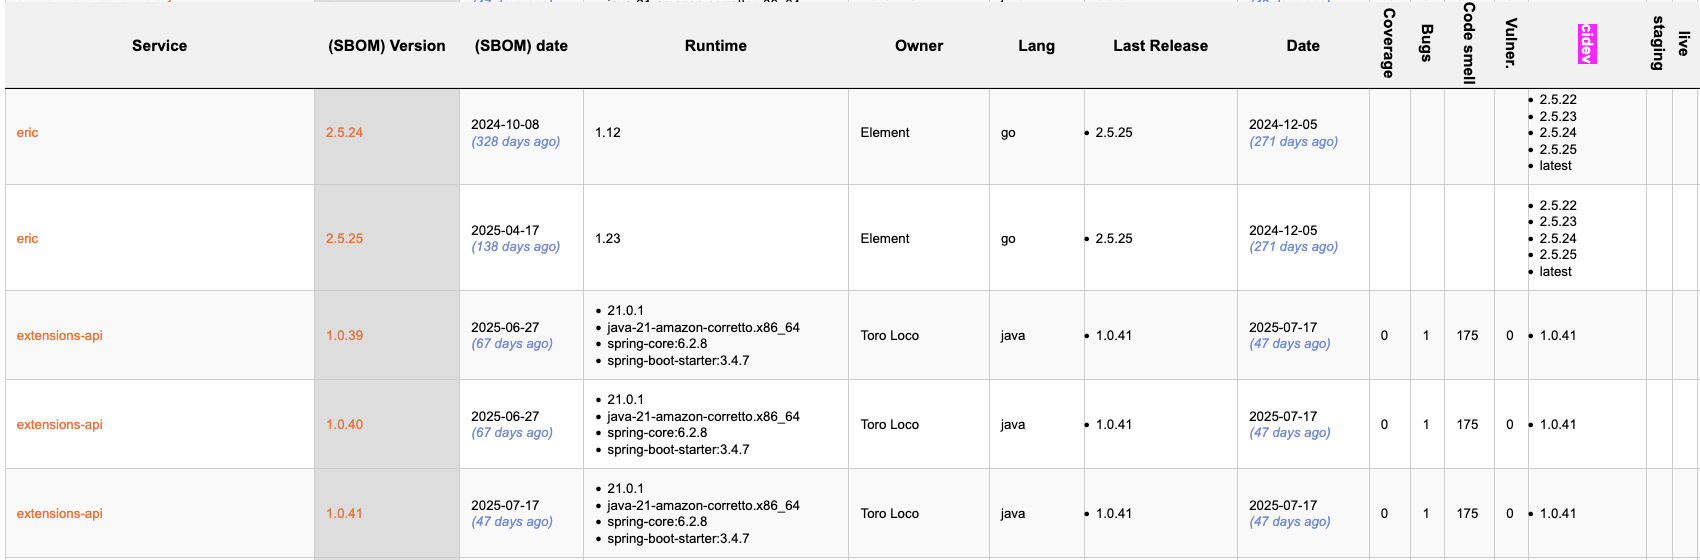 Service (SBOM) Version (SBOM) date Runtime Owner Lang Last Release Date Coverage Bugs Code smell Vulner. cidev staging live
eric 2.5.24 2024-10-08 1.12 Element go • 2.5.25 2024-12-05
(328 days ago) (271 days ago)
• 2.5.22
• 2.5.23
• 2.5.24
• 2.5.25
• latest
eric 2.5.25 2025-04-17 1.23 Element go • 2.5.25 2024-12-05
(138 days ago) (271 days ago)
• 2.5.22
• 2.5.23
• 2.5.24
• 2.5.25
• latest
extensions-api 1.0.39 2025-06-27
(67 days ago)
• 21.0.1
• java-21-amazon-corretto.x86_64
• spring-core:6.2.8
• spring-boot-starter:3.4.7
Toro Loco java • 1.0.41 2025-07-17
(47 days ago)
0 1 175 0 • 1.0.41
extensions-api 1.0.40 2025-06-27
(67 days ago)
• 21.0.1
• java-21-amazon-corretto.x86_64
• spring-core:6.2.8
• spring-boot-starter:3.4.7
Toro Loco java • 1.0.41 2025-07-17
(47 days ago)
0 1 175 0 • 1.0.41
extensions-api 1.0.41 2025-07-17
(47 days ago)
• 21.0.1
• java-21-amazon-corretto.x86_64
• spring-core:6.2.8
• spring-boot-starter:3.4.7
Toro Loco java • 1.0.41 2025-07-17
(47 days ago)
0 1 175 0 • 1.0.41